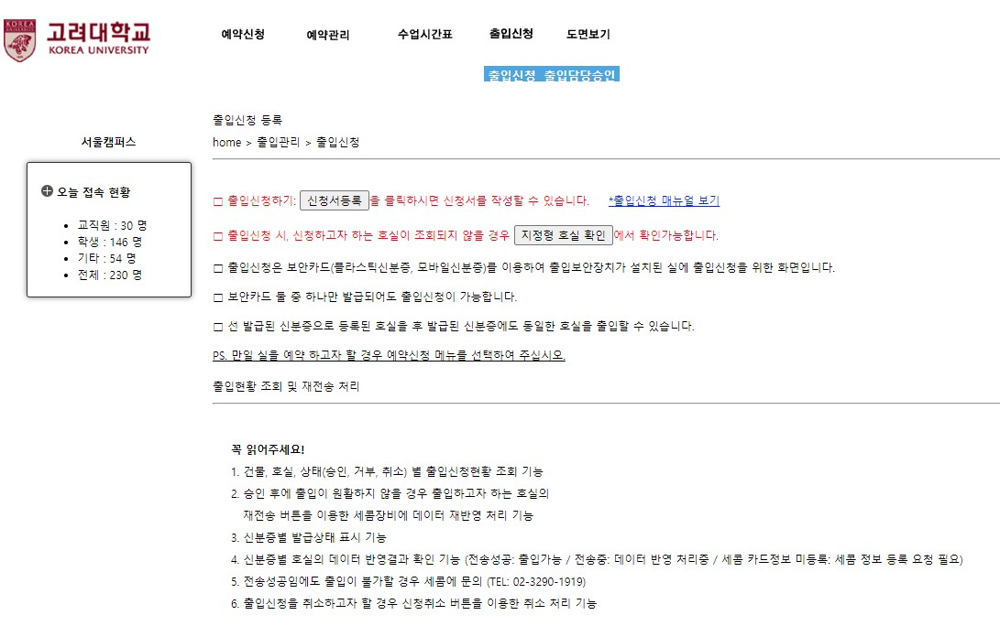 KOREA
UNIVERSITY
고려대학교
KOREA UNIVERSITY
예약신청 예약관리 수업시간표 출입신청 도면보기
출입신청 출입담당승인
서울캠퍼스
오늘 접속 현황
• 교직원 : 30 명
• 학생 : 146 명
• 기타 : 54 명
• 전체 : 230 명
출입신청 등록
home > 출입관리 > 출입신청
□ 출입신청하기: 신청서등록 을 클릭하시면 신청서를 작성할 수 있습니다. *출입신청 매뉴얼 보기
□ 출입신청 시, 신청하고자 하는 호실이 조회되지 않을 경우 지정형 호실 확인 에서 확인가능합니다.
□ 출입신청은 보안카드(플라스틱신분증, 모바일신분증)를 이용하여 출입보안장치가 설치된 실에 출입신청을 위한 화면입니다.
□ 보안카드 둘 중 하나만 발급되어도 출입신청이 가능합니다.
□ 선 발급된 신분증으로 등록된 호실을 후 발급된 신분증에도 동일한 호실을 출입할 수 있습니다.
PS. 만일 실을 예약 하고자 할 경우 예약신청 메뉴를 선택하여 주십시오.
출입현황 조회 및 재전송 처리
꼭 읽어주세요!
1. 건물, 호실, 상태(승인, 거부, 취소) 별 출입신청현황 조회 기능
2. 승인 후에 출입이 원활하지 않을 경우 출입하고자 하는 호실의
재전송 버튼을 이용한 세콤장비에 데이터 재반영 처리 기능
3. 신분증별 발급상태 표시 기능
4. 신분증별 호실의 데이터 반영결과 확인 기능 (전송성공: 출입가능 / 전송중: 데이터 반영 처리중 / 세콤 카드정보 미등록: 세콤 정보 등록 요청 필요)
5. 전송성공임에도 출입이 불가할 경우 세콤에 문의 (TEL: 02-3290-1919)
6. 출입신청을 취소하고자 할 경우 신청취소 버튼을 이용한 취소 처리 기능